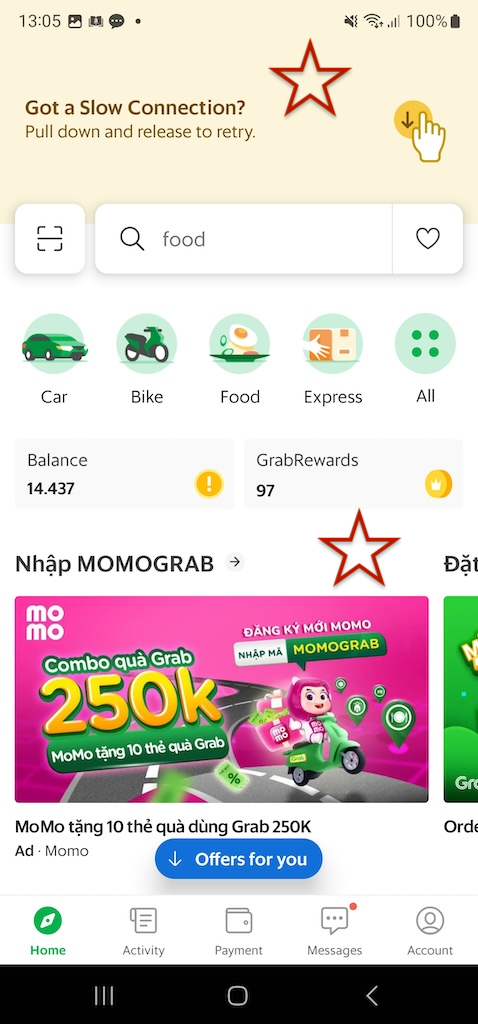 13:05
100%
Got a Slow Connection?
Pull down and release to retry.
food
Car
Bike
Food
Express
All
Balance
14.437
GrabRewards
97
Nhập MOMOGRAB
Đặt
mo
mo
ĐĂNG KÝ MỚI MOMO
NHẬP MÃ MOMOGRAB
Combo quà Grab
250k
MoMo tặng 10 thẻ quà Grab
mo
mo
Grab
%
MoMo tặng 10 thẻ quà dùng Grab 250K
Orde
Ad · Momo
Offers for you
Home
Activity
Payment
Messages
Account